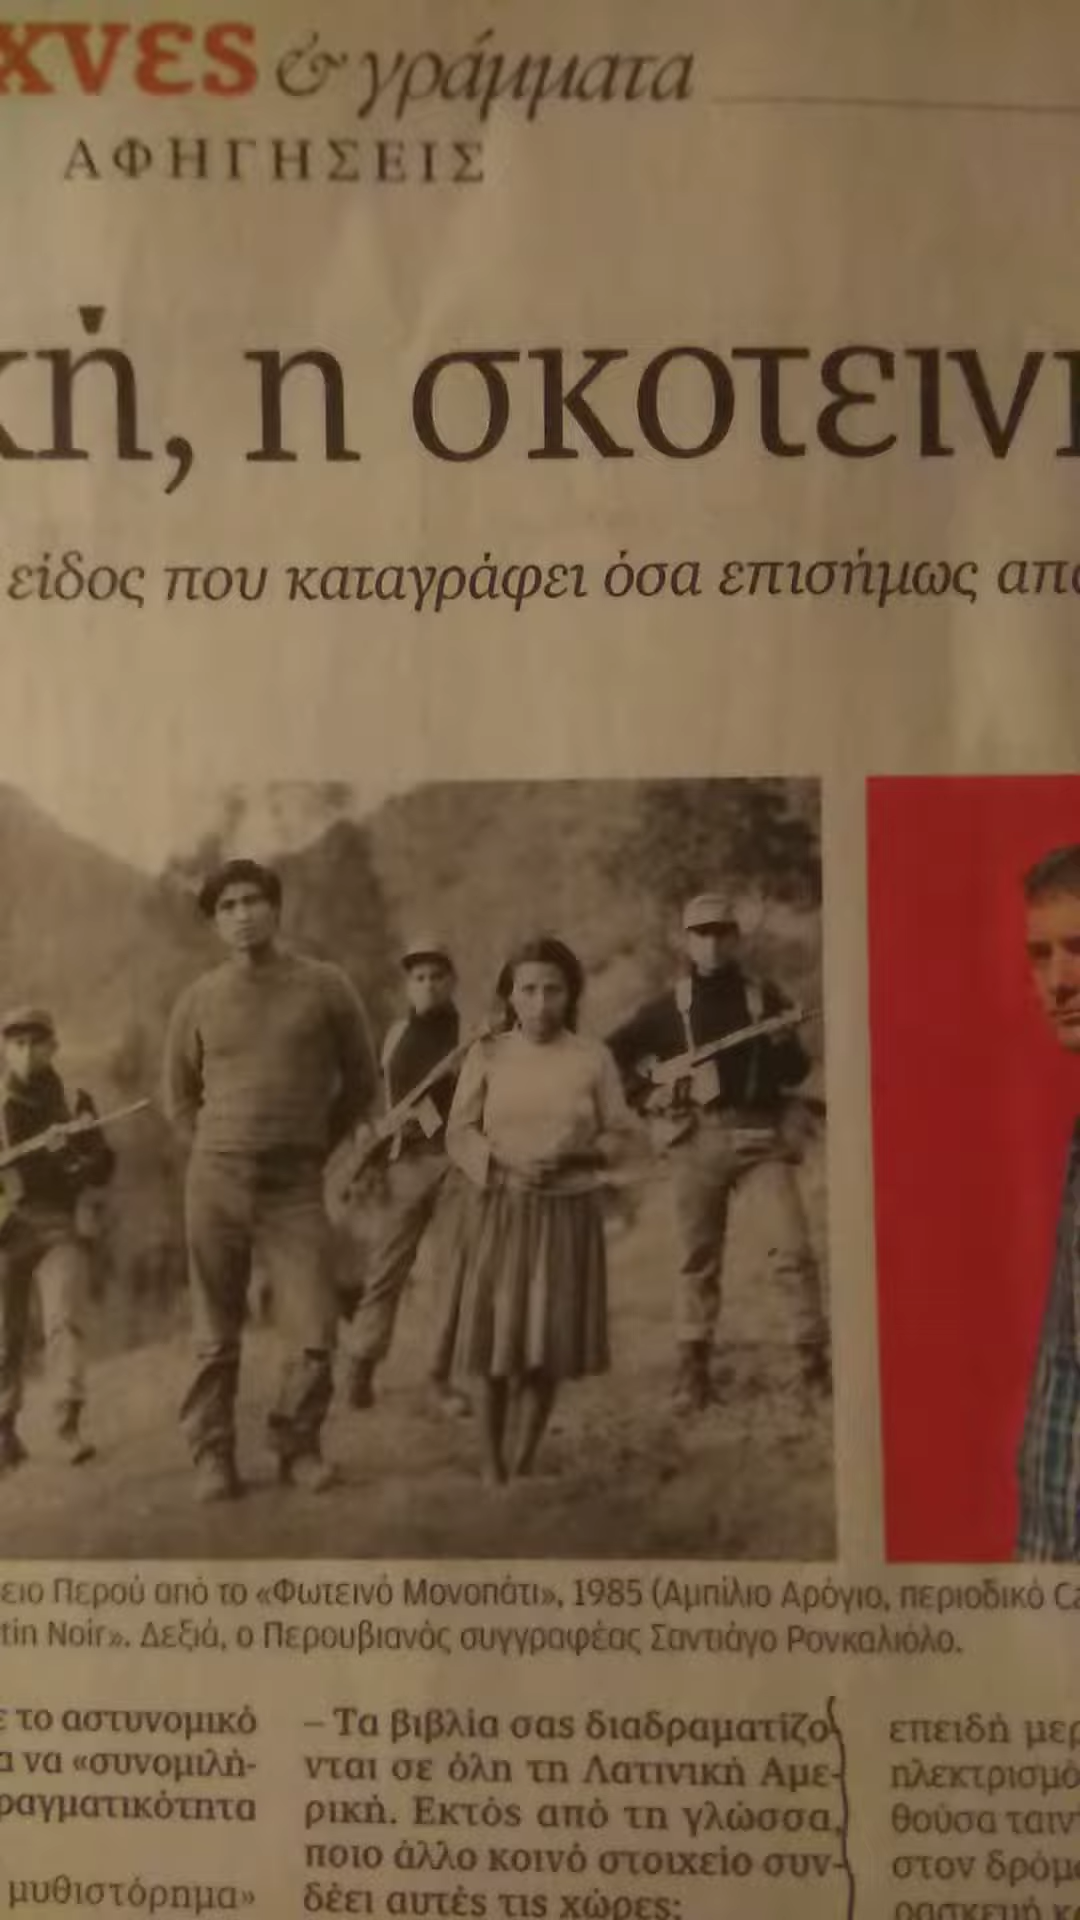 χνες & γράμματα
ΑΦΗΓΗΣΕΙΣ
κή, η σκοτειν
είδος που καταγράφει όσα επισήμως απο
ειο Περού από το «Φωτεινό Μονοπάτι», 1985 (Αμπίλιο Αρόγιο, περιοδικό Ca
tin Noir». Δεξιά, ο Περουβιανός συγγραφέας Σαντιάγο Ρονκαλιόλο.
ε το αστυνομικό
α να «συνομιλή-
ραγματικότητα
μυθιστόρημα»
– Τα βιβλία σας διαδραματίζο
νται σε όλη τη Λατινική Αμε-
ρική. Εκτός από τη γλώσσα,
ποιο άλλο κοινό στοιχείο συν-
δέει αυτές τις χώρες;
επειδή μερ
ηλεκτρισμό
θούσα ταιν
στον δρόμο
ρασκευή κ